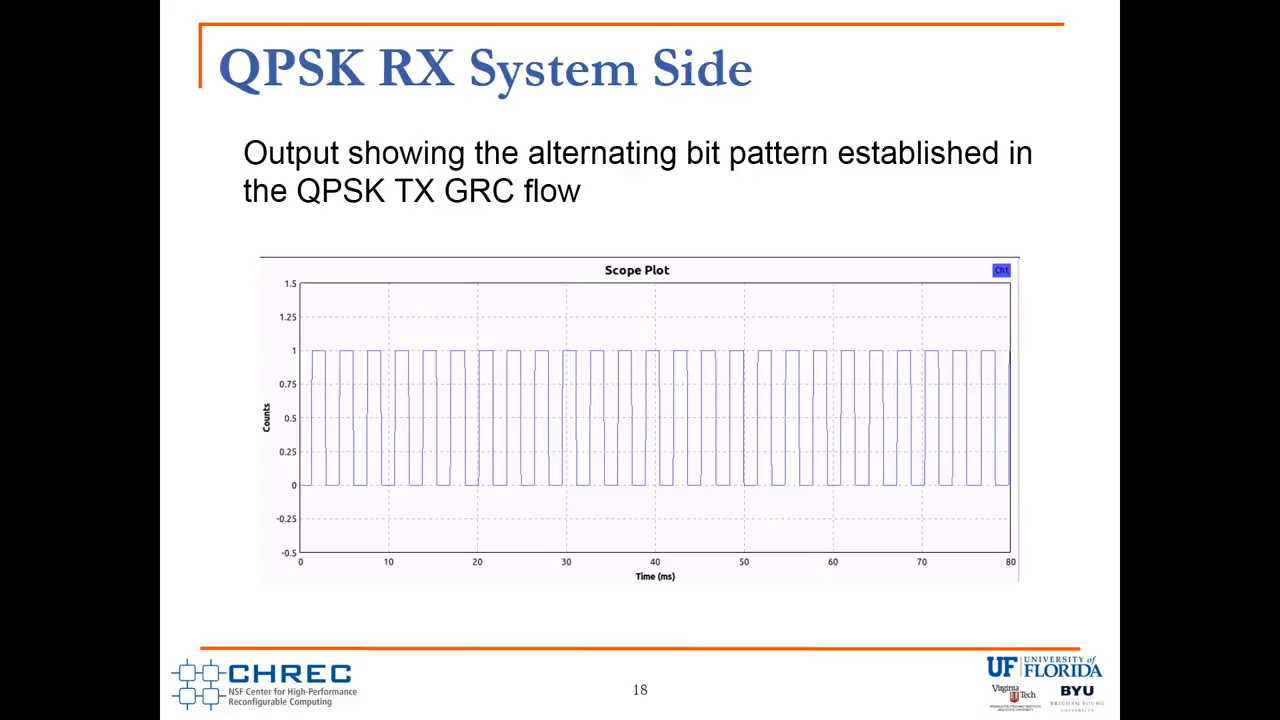 QPSK RX System Side
Output showing the alternating bit pattern established in
the QPSK TX GRC flow
Scope Plot
Ch1
1.5
1.25
1
0.75
0.5
0.25
0
-0.25
-0.5
Counts
0 10 20 30 40 50 60 70 80
Time (ms)
CHREC
NSF Center for High-Performance
Reconfigurable Computing
18
UF UNIVERSITY of
FLORIDA
Virginia Tech
BYU
BRIGHAM YOUNG
UNIVERSITY